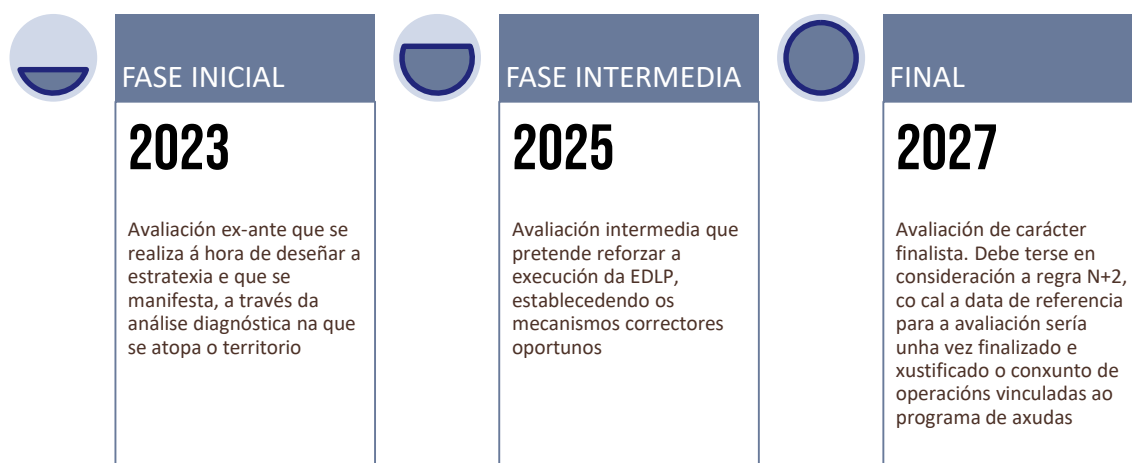 FASE INICIAL
2023
Avaliación ex-ante que se
realiza á hora de deseñar a
estratexia e que se
manifesta, a través da
análise diagnóstica na que
se atopa o territorio
FASE INTERMEDIA
2025
Avaliación intermedia que
pretende reforzar a
execución da EDLP,
establecedendo os
mecanismos correctores
oportunos
FINAL
2027
Avaliación de carácter
finalista. Debe terse en
consideración a regra N+2,
co cal a data de referencia
para a avaliación sería
unha vez finalizado e
xustificado o conxunto de
operacións vinculadas ao
programa de axudas